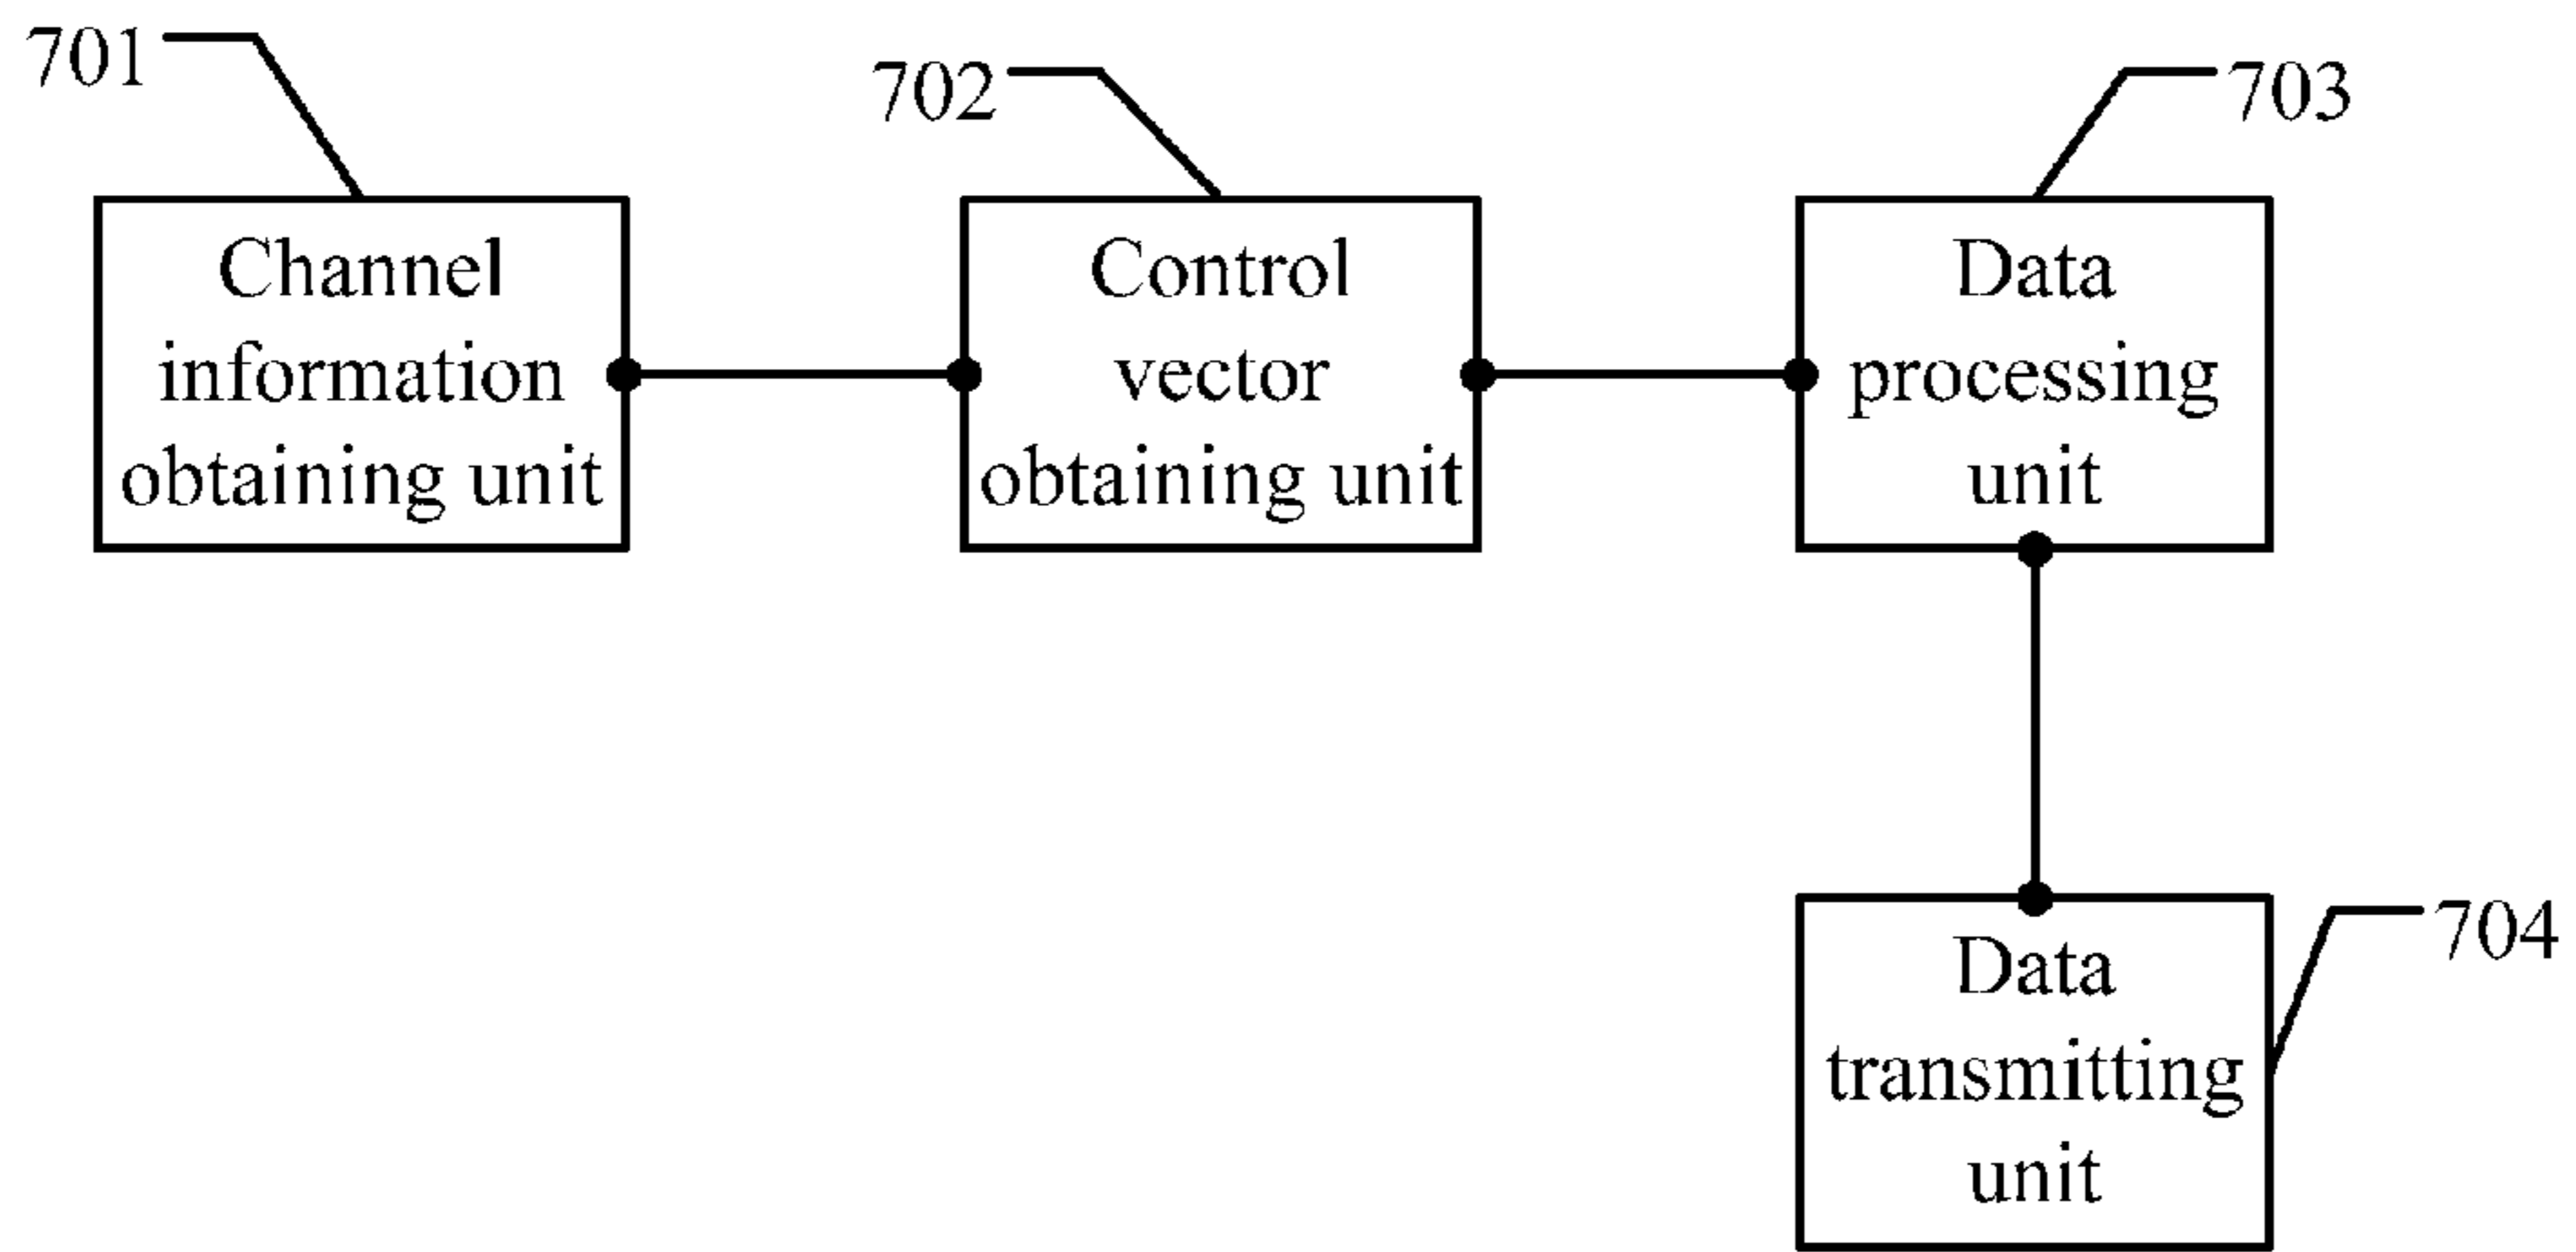 701
702
703
Channel
information
obtaining unit
Control
vector
obtaining unit
Data
processing
unit
704
Data
transmitting
unit